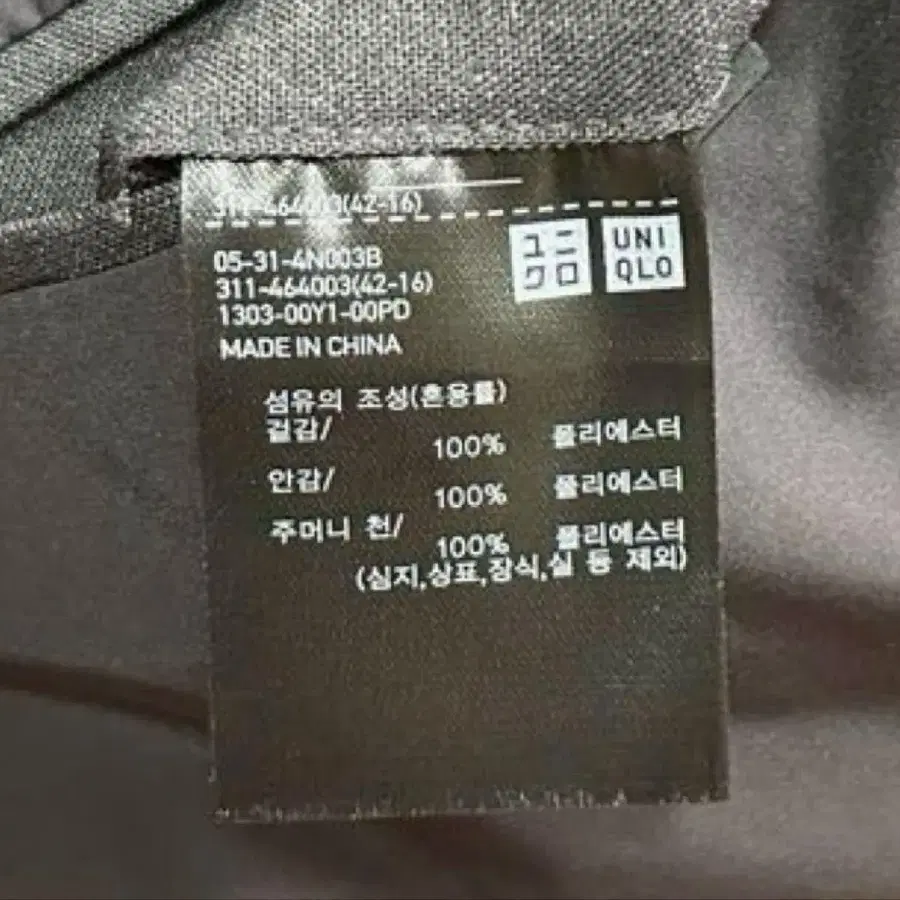 311-464003(42-16)
ユニ
クロ
UNI
QLO
05-31-4N003B
311-464003(42-16)
1303-00Y1-00PD
MADE IN CHINA
섬유의 조성(혼용률)
겉감/
100% 폴리에스터
안감/
100% 폴리에스터
주머니 천/
100% 폴리에스터
(심지,상표,장식,실 등 제외)